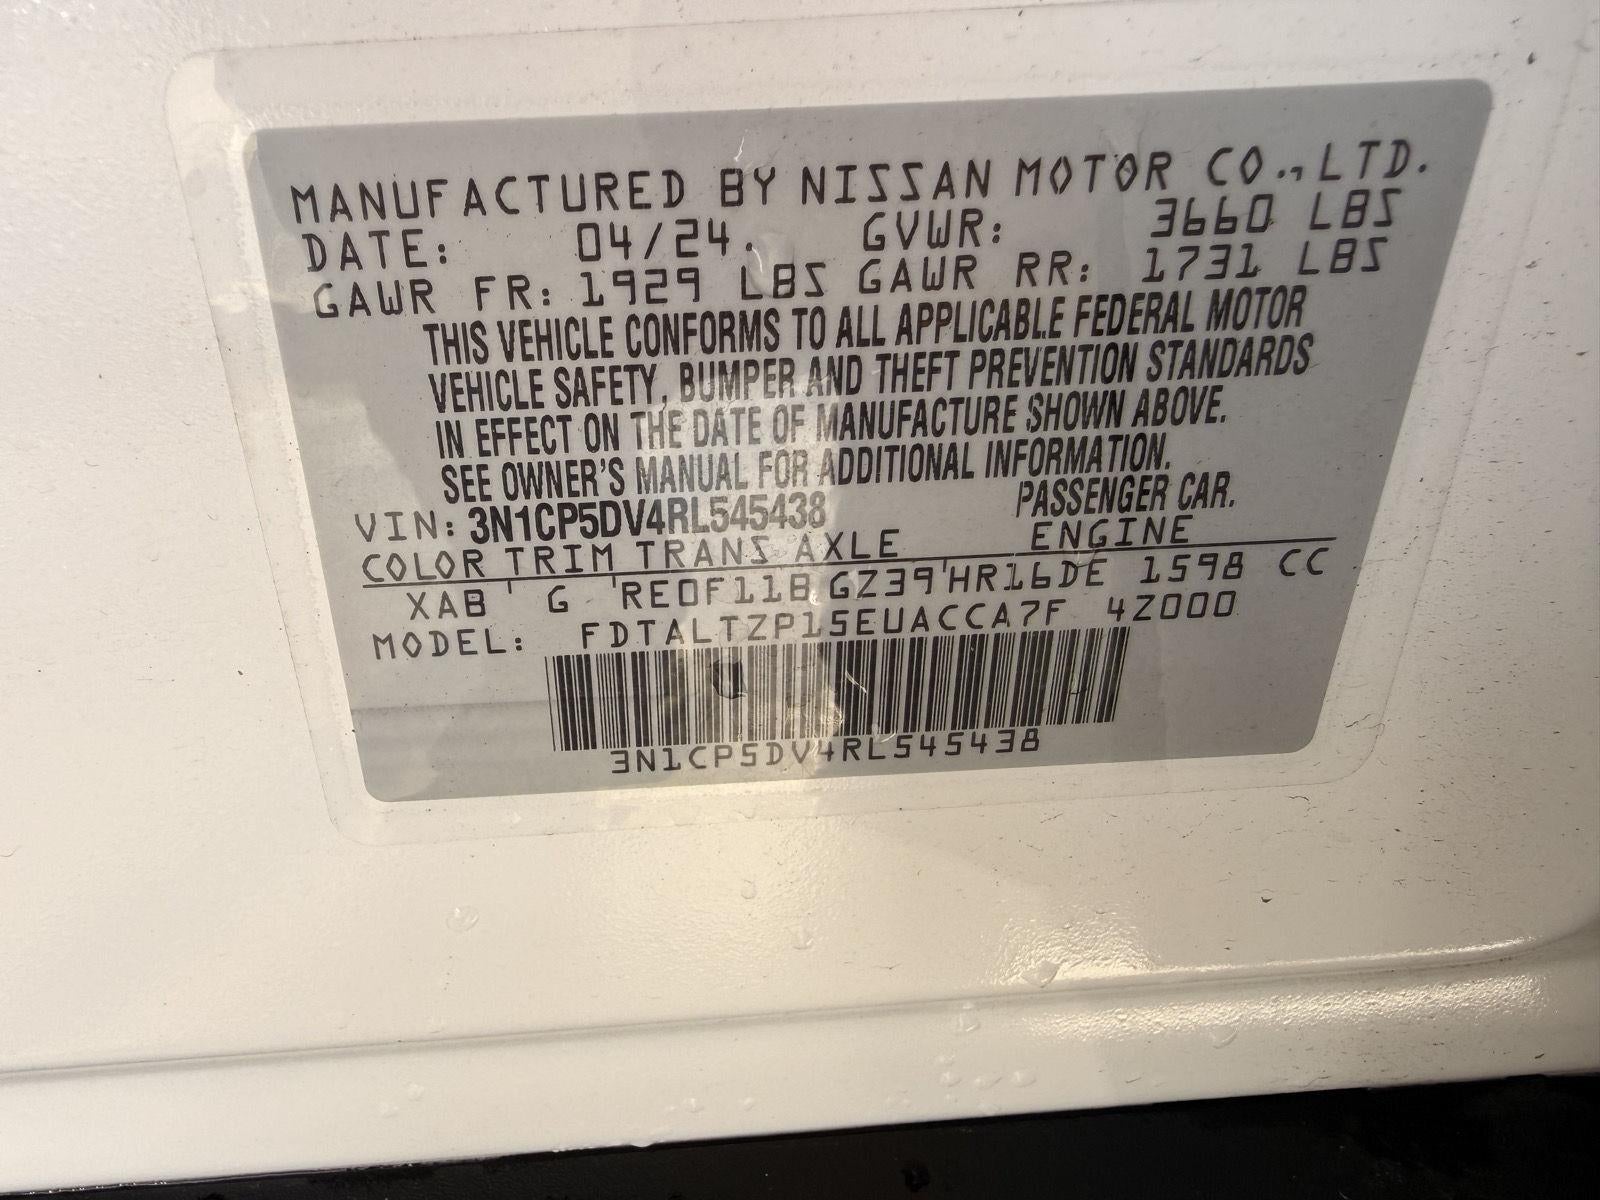 MANUFACTURED BY NISSAN MOTOR CO., LTD.
DATE: 04/24. GVWR: 3660 LBS
GAWR FR: 1929 LBS GAWR RR: 1731 LBS
THIS VEHICLE CONFORMS TO ALL APPLICABLE FEDERAL MOTOR
VEHICLE SAFETY, BUMPER AND THEFT PREVENTION STANDARDS
IN EFFECT ON THE DATE OF MANUFACTURE SHOWN ABOVE.
SEE OWNER'S MANUAL FOR ADDITIONAL INFORMATION.
VIN: 3N1CP5DV4RL545438 PASSENGER CAR.
COLOR TRIM TRANS AXLE ENGINE
XAB ' G ' RE0F11B GZ39 ' HR16DE 1598 CC
MODEL: FDTALTZP15EUACCA7F 4Z000
3N1CP5DV4RL545438